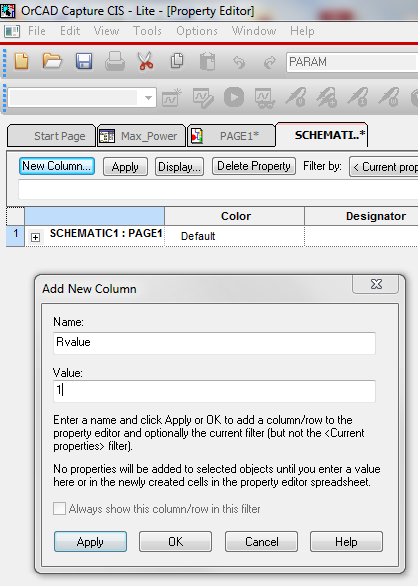 OrCAD Capture CIS - Lite - [Property Editor]
File Edit View Tools Options Window Help
PARAM
Start Page Max_Power PAGE1* SCHEMATI..*
New Column... Apply Display... Delete Property Filter by: < Current prop
Color Designator
1 SCHEMATIC1 : PAGE1 Default
Add New Column
Name:
Rvalue
Value:
1
Enter a name and click Apply or OK to add a column/row to the
property editor and optionally the current filter (but not the <Current
properties> filter).
No properties will be added to selected objects until you enter a value
here or in the newly created cells in the property editor spreadsheet.
Always show this column/row in this filter
Apply OK Cancel Help